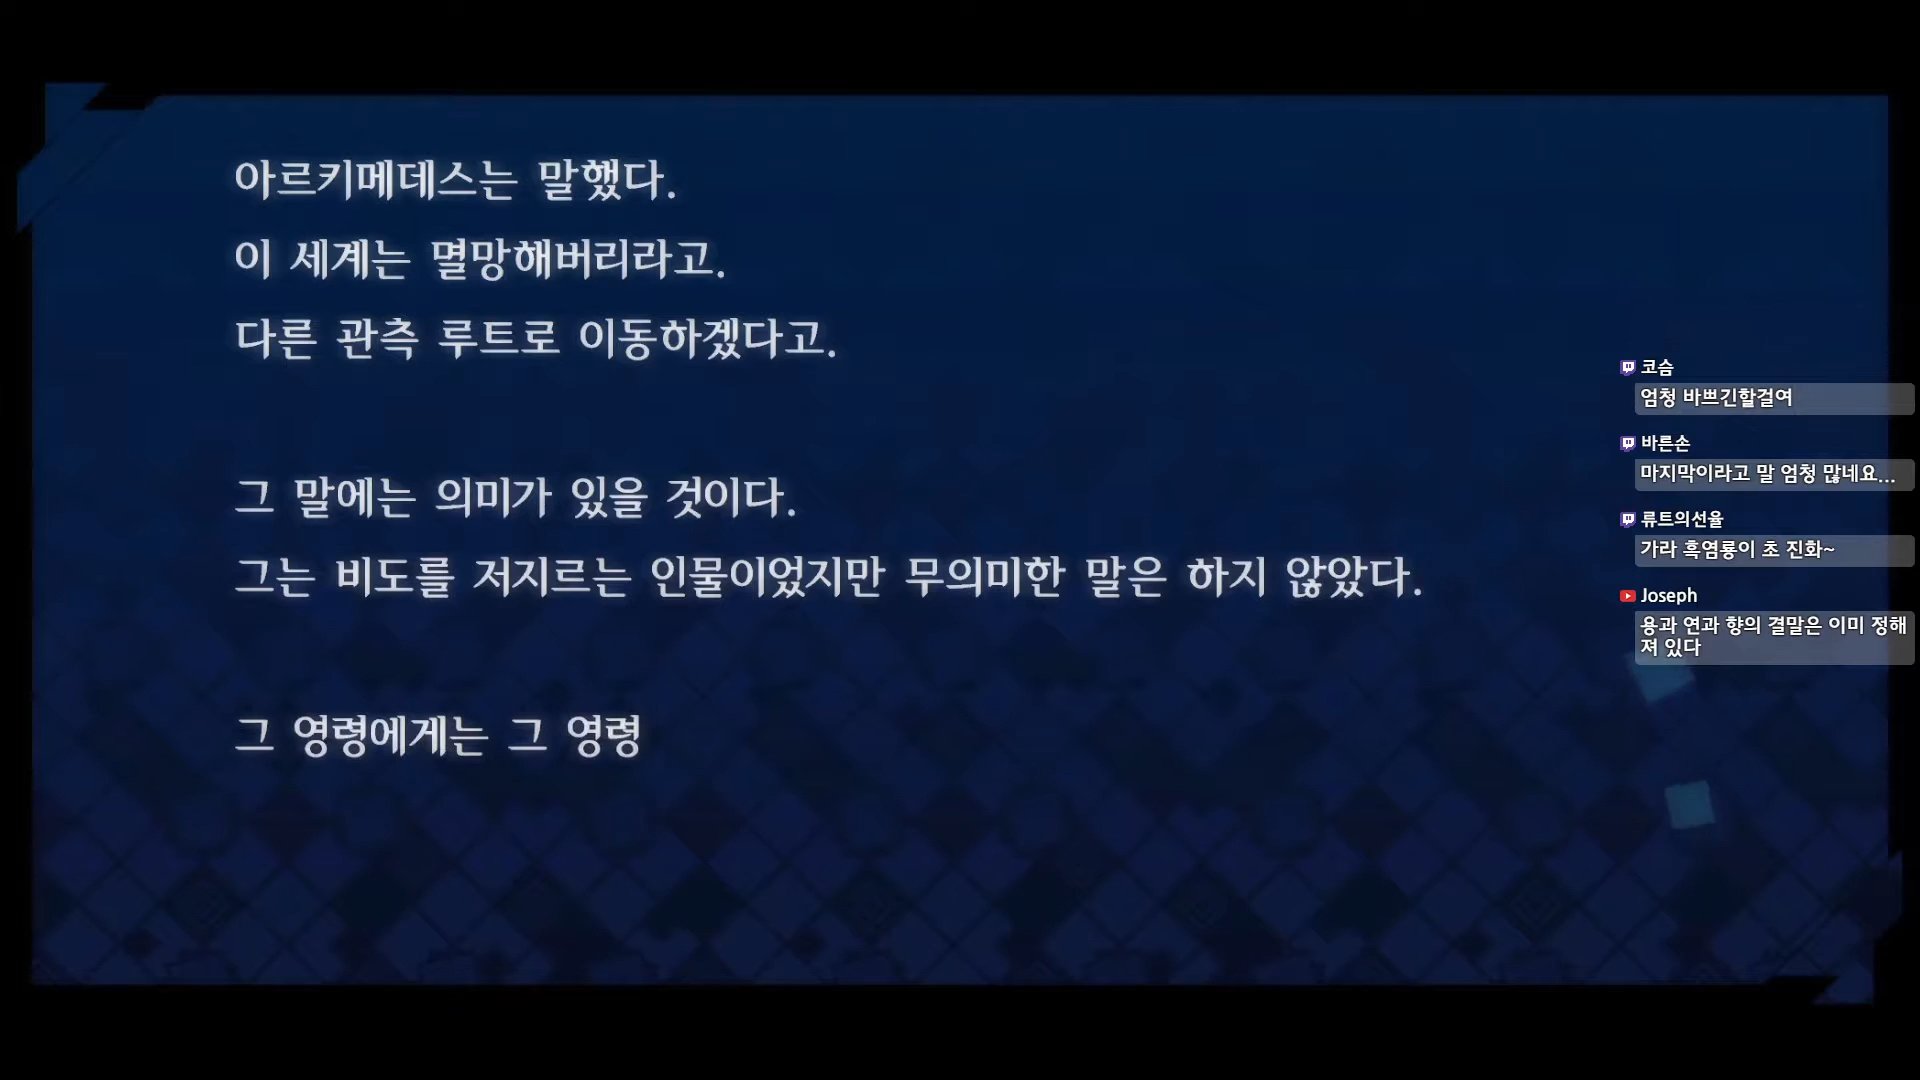 아르키메데스는 말했다.
이 세계는 멸망해버리라고.
다른 관측 루트로 이동하겠다고.
그 말에는 의미가 있을 것이다.
그는 비도를 저지르는 인물이었지만 무의미한 말은 하지 않았다.
그 영령에게는 그 영령
코슴
엄청 바쁘긴할걸여
바른손
마지막이라고 말 엄청 많네요...
류트의선율
가라 흑염룡이 초 진화~
Joseph
용과 연과 향의 결말은 이미 정해
져 있다